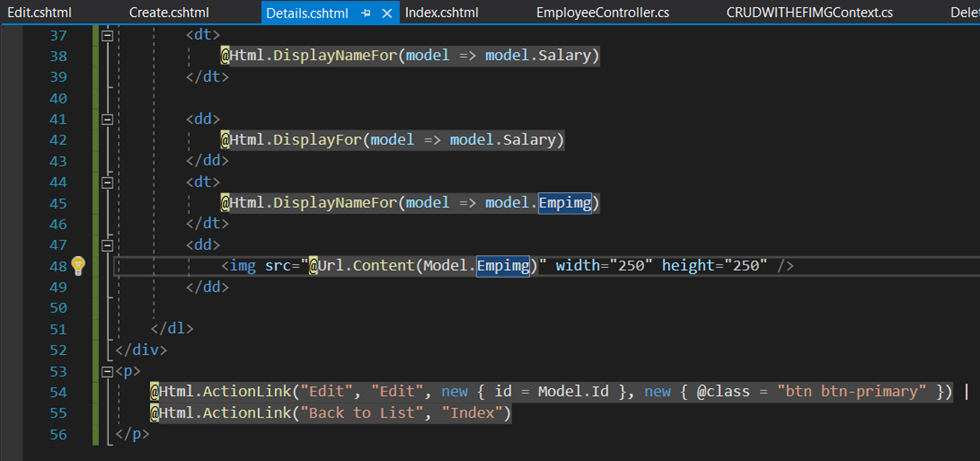 Edit.cshtml Create.cshtml Details.cshtml Index.cshtml EmployeeController.cs CRUDWITHEFIMGContext.cs Dele
37 <dt>
38 @Html.DisplayNameFor(model => model.Salary)
39 </dt>
40
41 <dd>
42 @Html.DisplayFor(model => model.Salary)
43 </dd>
44 <dt>
45 @Html.DisplayNameFor(model => model.Empimg)
46 </dt>
47 <dd>
48 <img src="@Url.Content(Model.Empimg)" width="250" height="250" />
49 </dd>
50
51 </dl>
52 </div>
53 <p>
54 @Html.ActionLink("Edit", "Edit", new { id = Model.Id }, new { @class = "btn btn-primary" }) |
55 @Html.ActionLink("Back to List", "Index")
56 </p>